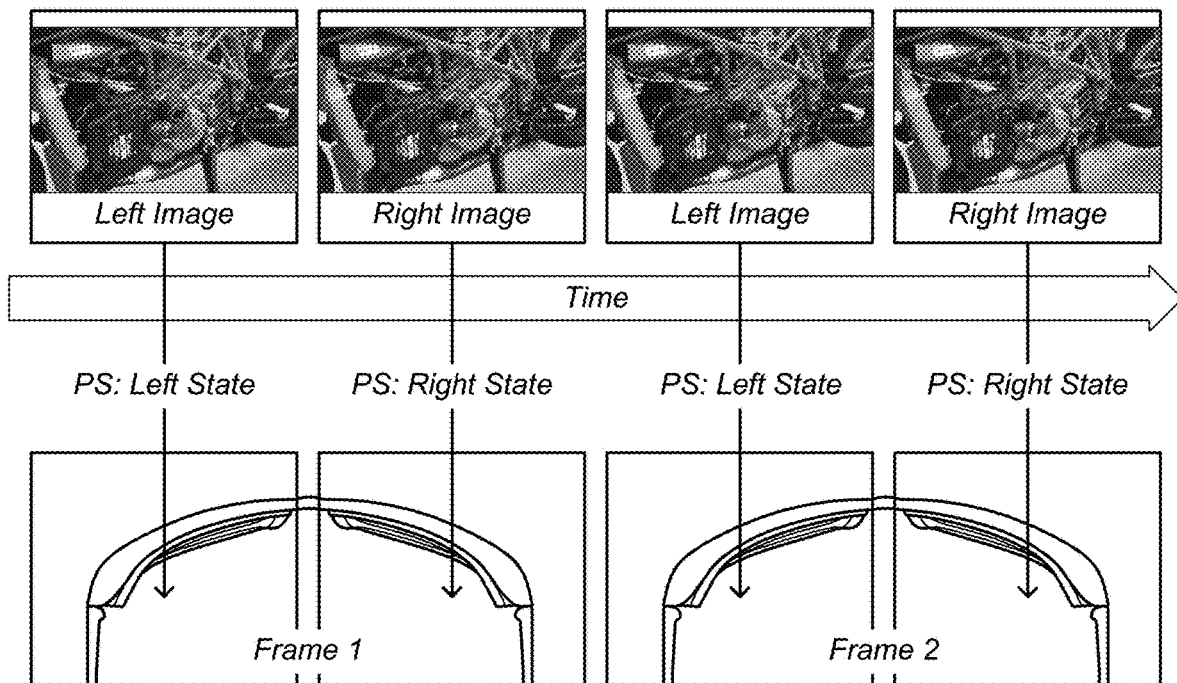 Left Image
Right Image
Left Image
Right Image
Time
PS: Left State
PS: Right State
PS: Left State
PS: Right State
Frame 1
Frame 2